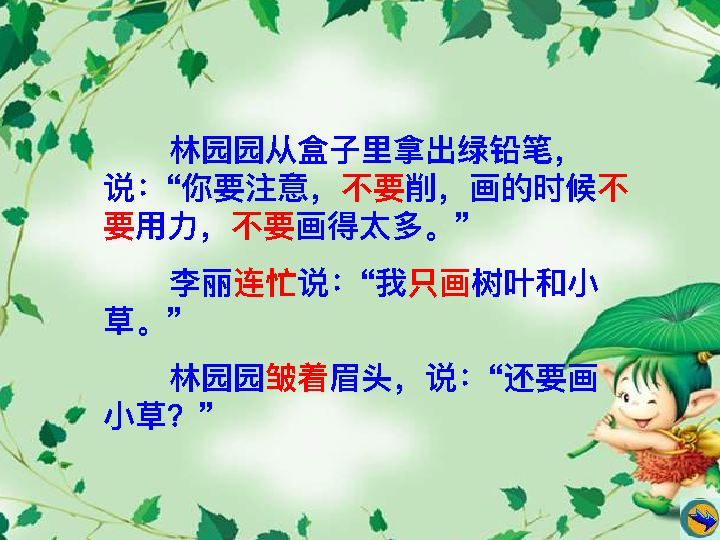 林园园从盒子里拿出绿铅笔，
说：“你要注意，不要削，画的时候不
要用力，不要画得太多。”
李丽连忙说：“我只画树叶和小
草。”
林园园皱着眉头，说：“还要画
小草？”